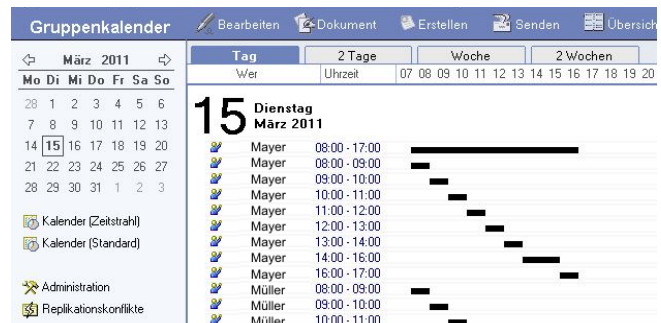 Gruppenkalender
Bearbeiten Dokument Erstellen Senden Übersich
März 2011
Mo Di Mi Do Fr Sa So
28 1 2 3 4 5 6
7 8 9 10 11 12 13
14 15 16 17 18 19 20
21 22 23 24 25 26 27
28 29 30 31 1 2 3
Kalender (Zeitstrahl)
Kalender (Standard)
Administration
Replikationskonflikte
Tag 2 Tage Woche 2 Wochen
Wer Uhrzeit 07 08 09 10 11 12 13 14 15 16 17 18 19 20
15 Dienstag
März 2011
Mayer 08:00 - 17:00
Mayer 08:00 - 09:00
Mayer 09:00 - 10:00
Mayer 10:00 - 11:00
Mayer 11:00 - 12:00
Mayer 12:00 - 13:00
Mayer 13:00 - 14:00
Mayer 14:00 - 16:00
Mayer 16:00 - 17:00
Müller 08:00 - 09:00
Müller 09:00 - 10:00
Müller 10:00 - 11:00